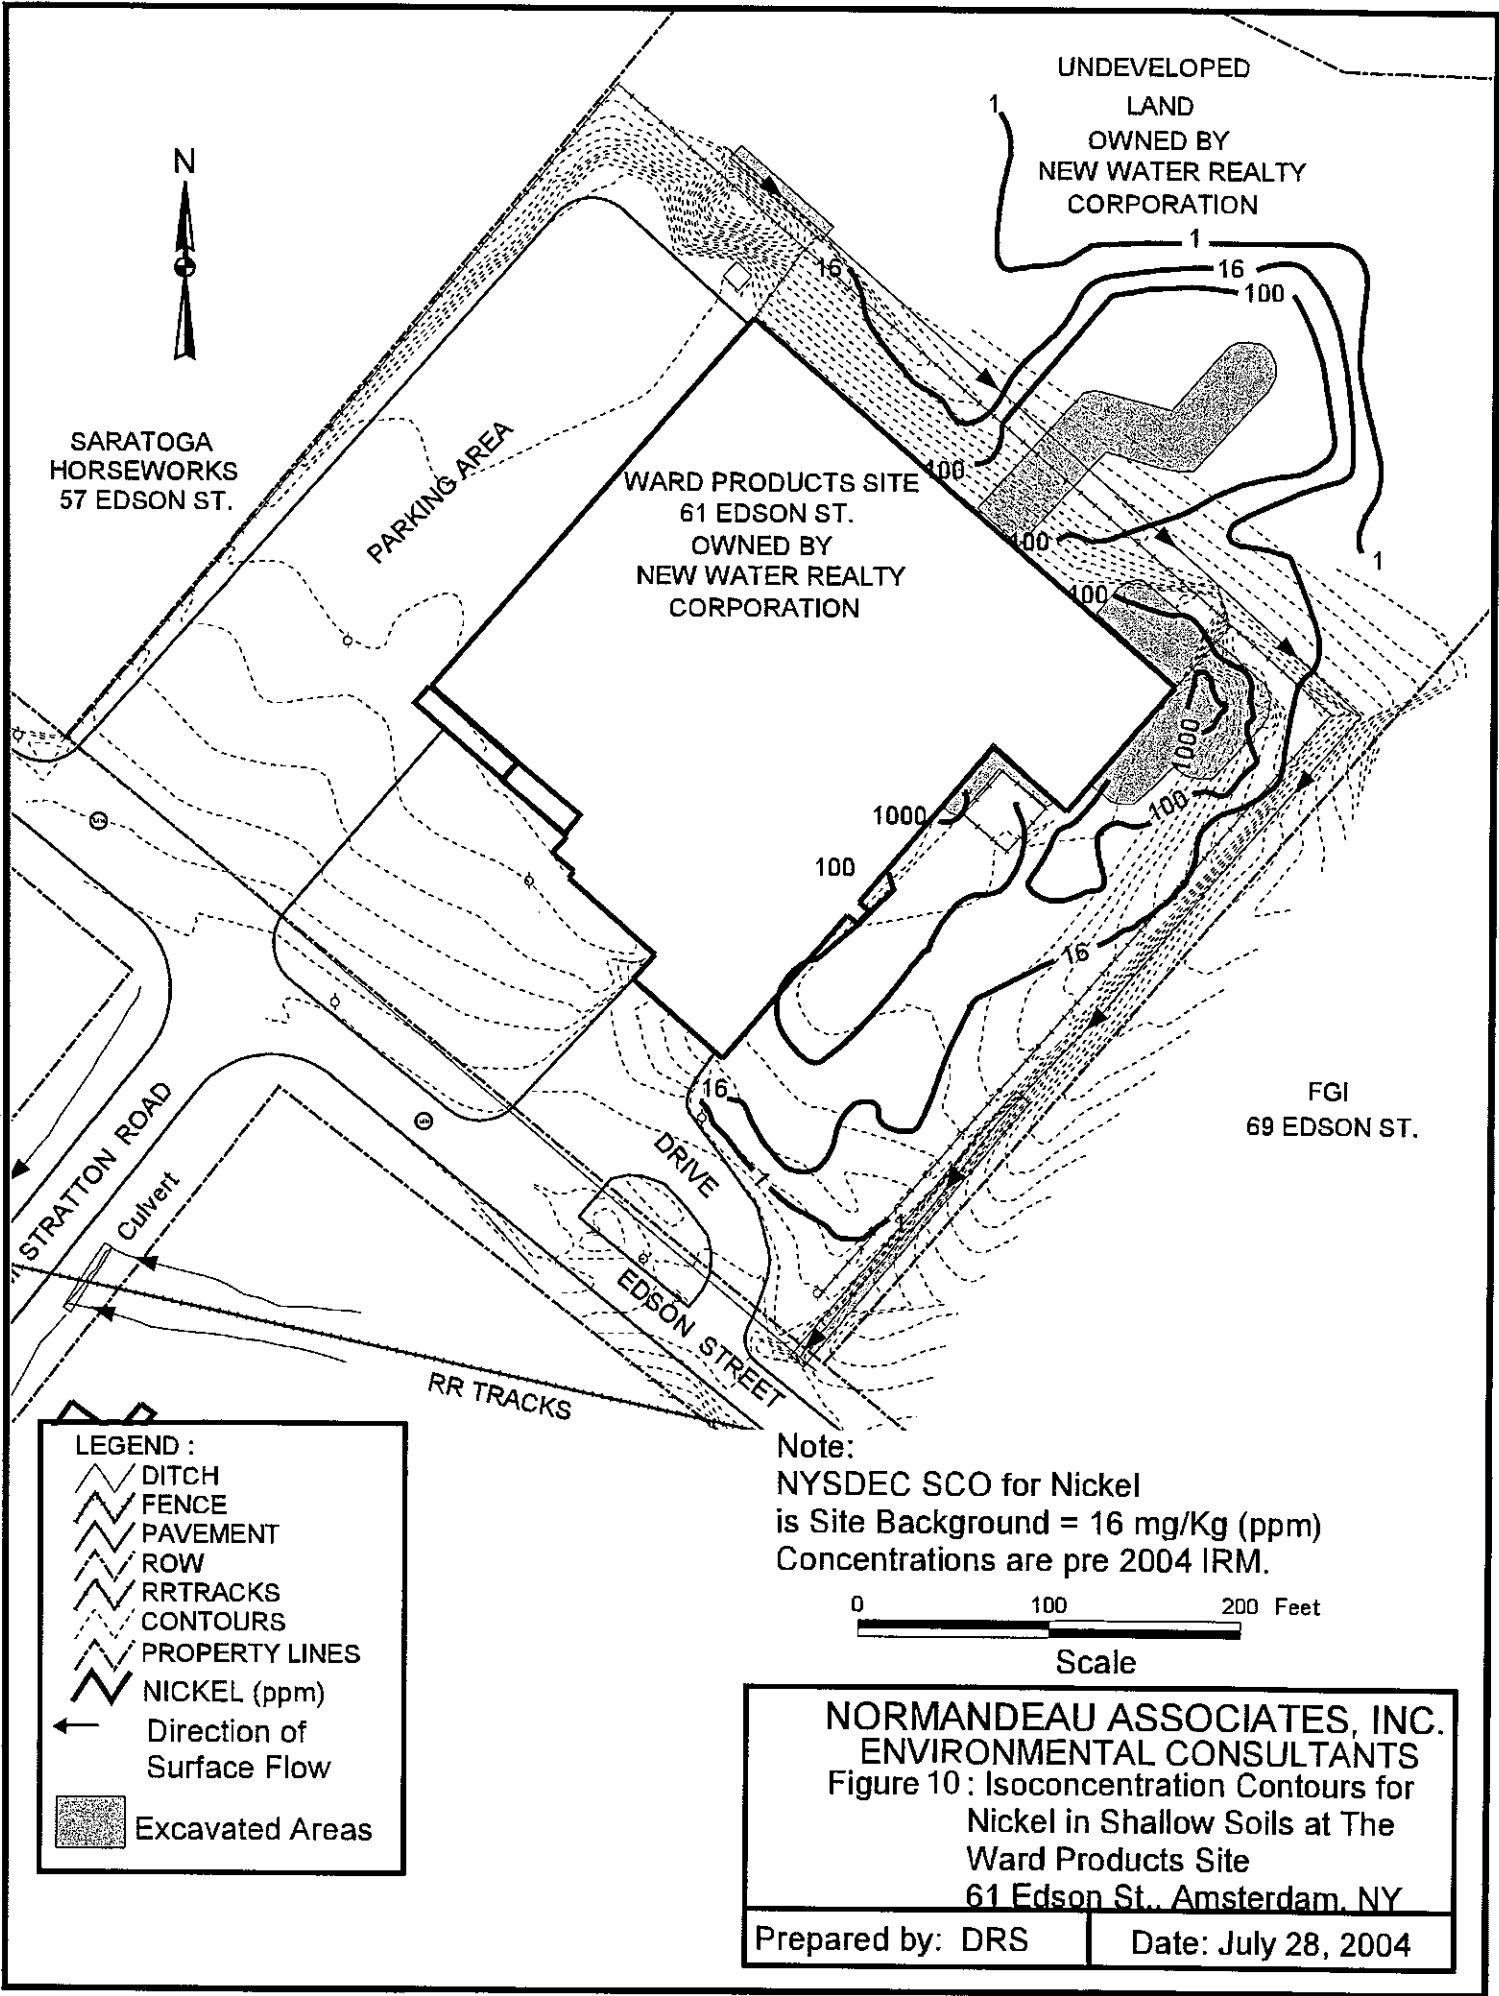 UNDEVELOPED
LAND
OWNED BY
NEW WATER REALTY
CORPORATION
1
N
1
16
100
16
SARATOGA
HORSEWORKS
57 EDSON ST.
PARKING AREA
WARD PRODUCTS SITE
61 EDSON ST.
OWNED BY
NEW WATER REALTY
CORPORATION
100
100
1
100
1000
1000
100
100
16
16
FGI
69 EDSON ST.
DRIVE
1
1
STRATTON ROAD
Culvert
EDSON STREET
RR TRACKS
LEGEND :
DITCH
FENCE
PAVEMENT
ROW
RRTRACKS
CONTOURS
PROPERTY LINES
NICKEL (ppm)
Direction of
Surface Flow
Excavated Areas
Note:
NYSDEC SCO for Nickel
is Site Background = 16 mg/Kg (ppm)
Concentrations are pre 2004 IRM.
0 100 200 Feet
Scale
NORMANDEAU ASSOCIATES, INC.
ENVIRONMENTAL CONSULTANTS
Figure 10 : Isoconcentration Contours for
Nickel in Shallow Soils at The
Ward Products Site
61 Edson St., Amsterdam, NY
Prepared by: DRS
Date: July 28, 2004